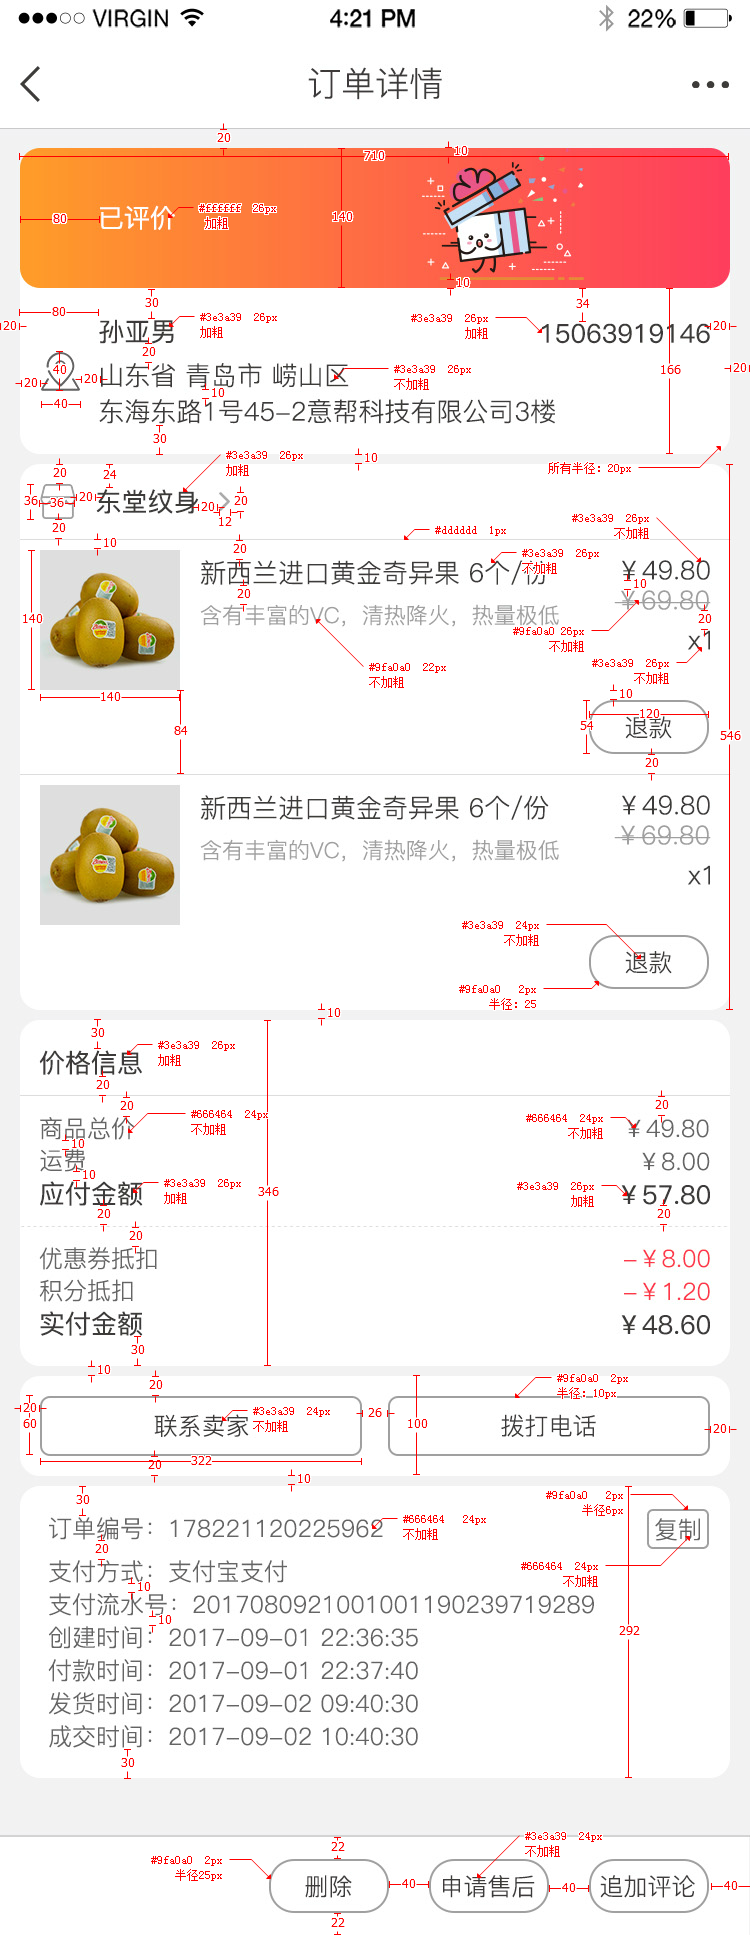 VIRGIN 4:21 PM 22%
订单详情
20
710 10
80 已评价 #ffffff 26px 加粗 140
10
30 34
80 #3e3a39 26px 加粗 #3e3a39 26px 加粗
20 孙亚男 15063919146 20
20
40 山东省 青岛市 崂山区 #3e3a39 26px 不加粗 166 20
20 20
40 10
东海东路1号45-2意帮科技有限公司3楼
30
#3e3a39 26px 加粗 10 所有半径: 20px
20 24
36 36 20 东堂纹身 20 20
12
20 #dddddd 1px #3e3a39 26px 不加粗
10 20 #3e3a39 26px 不加粗
新西兰进口黄金奇异果 6个/份 ￥49.80
20 10
含有丰富的VC，清热降火，热量极低 ￥69.80
140 #9fa0a0 26px 不加粗 20
x1
#9fa0a0 22px 不加粗 #3e3a39 26px 不加粗
140 10
84 54 120 546
退款
20
新西兰进口黄金奇异果 6个/份 ￥49.80
￥69.80
含有丰富的VC，清热降火，热量极低
x1
#3e3a39 24px 不加粗
退款
#9fa0a0 2px 半径: 25
10
30
价格信息 #3e3a39 26px 加粗
20
20 20
商品总价 #666464 24px 不加粗 #666464 24px 不加粗 ￥49.80
10
运费 ￥8.00
10
应付金额 #3e3a39 26px 加粗 346 #3e3a39 26px 加粗 ￥57.80
20 20
20
优惠券抵扣 -￥8.00
积分抵扣 -￥1.20
实付金额 ￥48.60
30
10
20 #9fa0a0 2px 半径: 10px
20 60 联系卖家 #3e3a39 24px 不加粗 26 100 拨打电话 20
20 322
10
30 #9fa0a0 2px 半径6px
订单编号：178221120225962 #666464 24px 不加粗 复制
20
支付方式：支付宝支付 #666464 24px 不加粗
10
支付流水号：2017080921001001190239719289
10
创建时间：2017-09-01 22:36:35 292
付款时间：2017-09-01 22:37:40
发货时间：2017-09-02 09:40:30
成交时间：2017-09-02 10:40:30
30
22 #3e3a39 24px 不加粗
#9fa0a0 2px 半径25px
删除 40 申请售后 40 追加评论 40
22